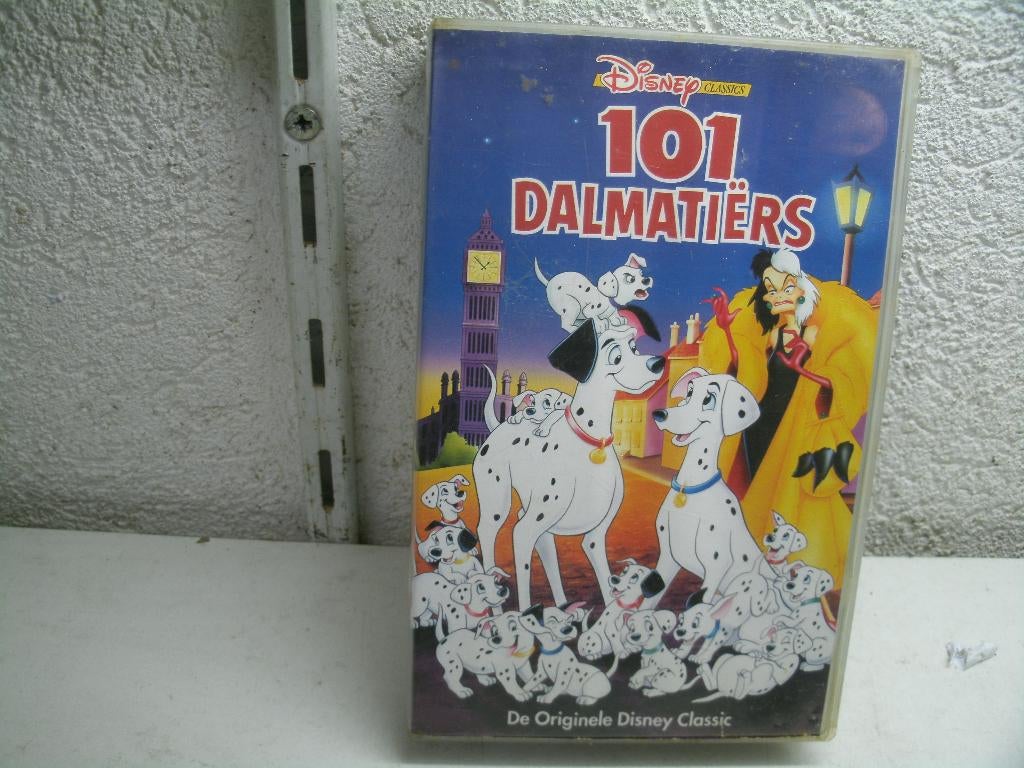 Disney CLASSICS
101
DALMATIËRS
De Originele Disney Classic